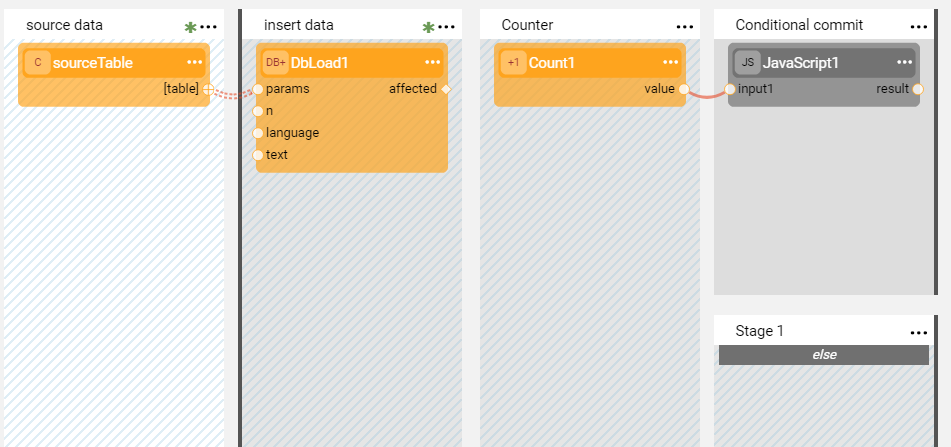 source data
insert data
Counter
Conditional commit
C sourceTable
[table]
DB+ DbLoad1
params affected
n
language
text
+1 Count1
value
JS JavaScript1
input1 result
Stage 1
else